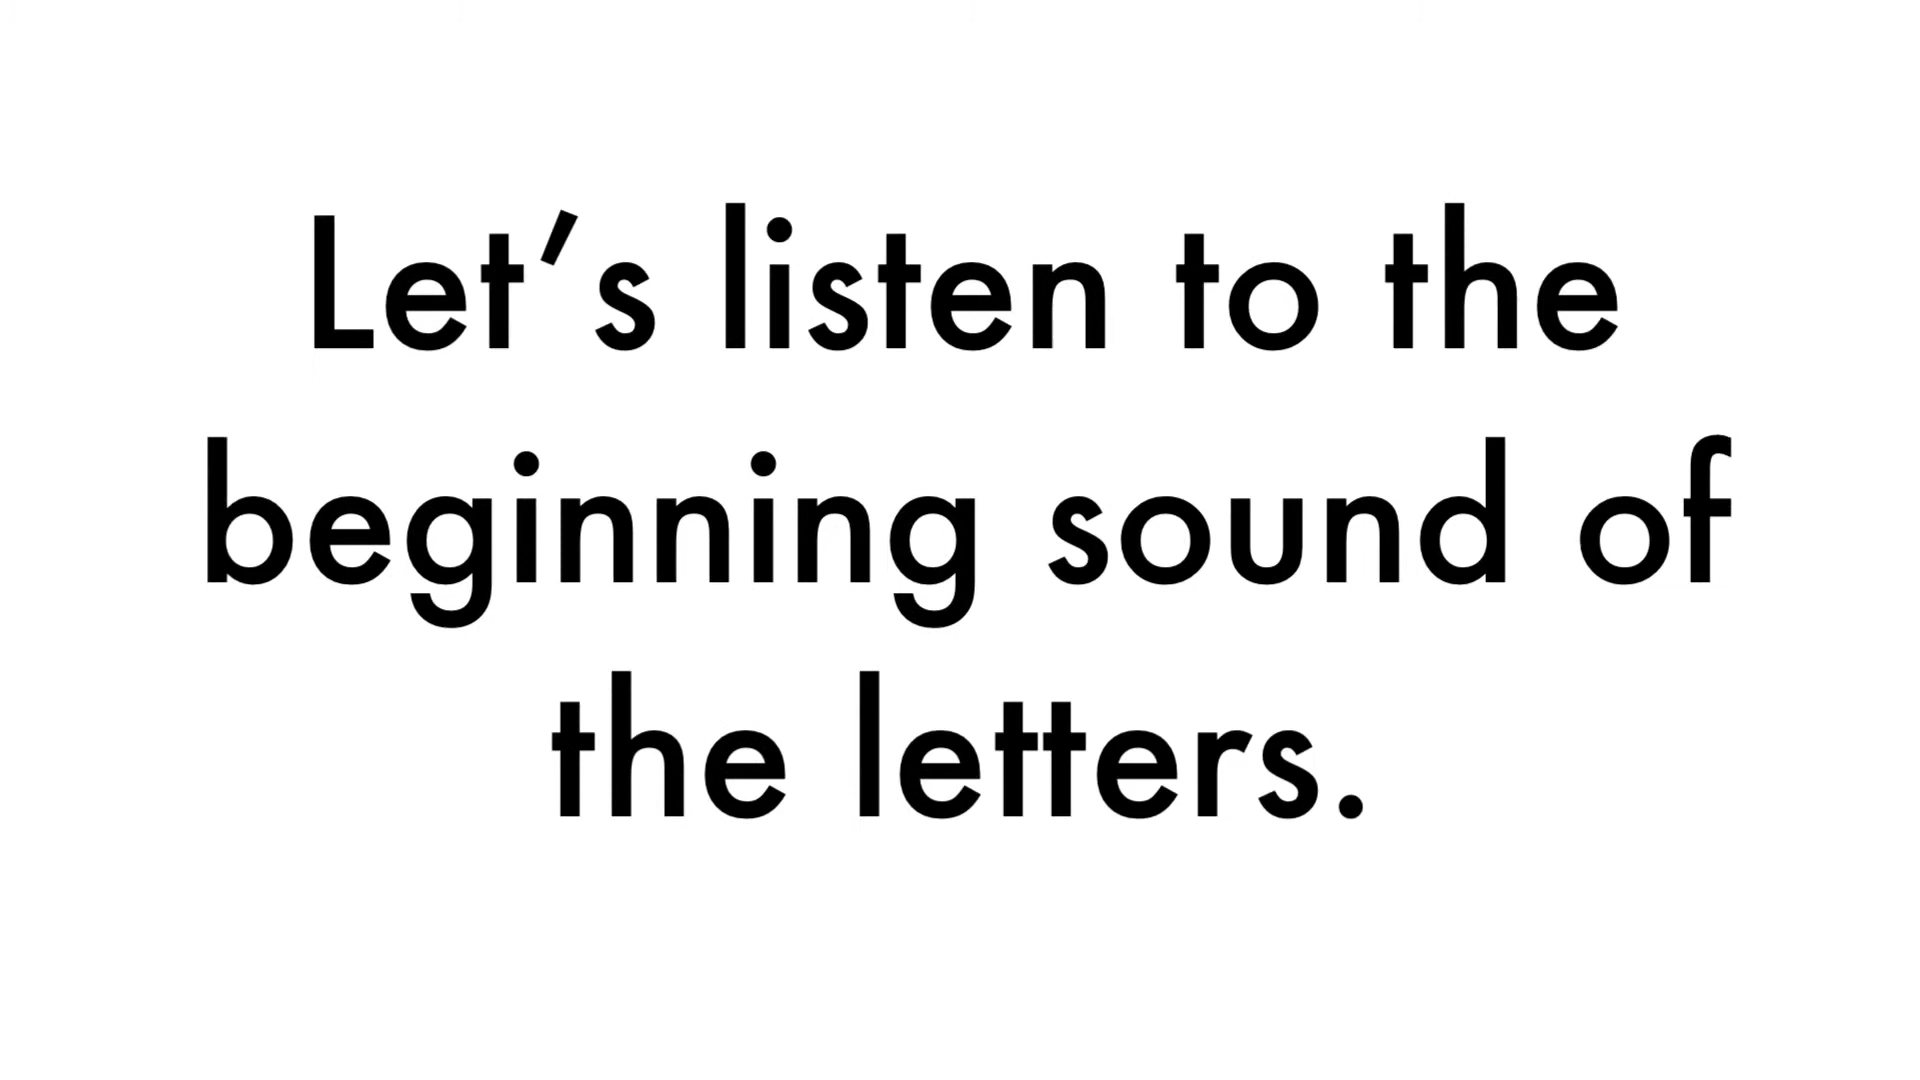 Let’s listen to the
beginning sound of
the letters.